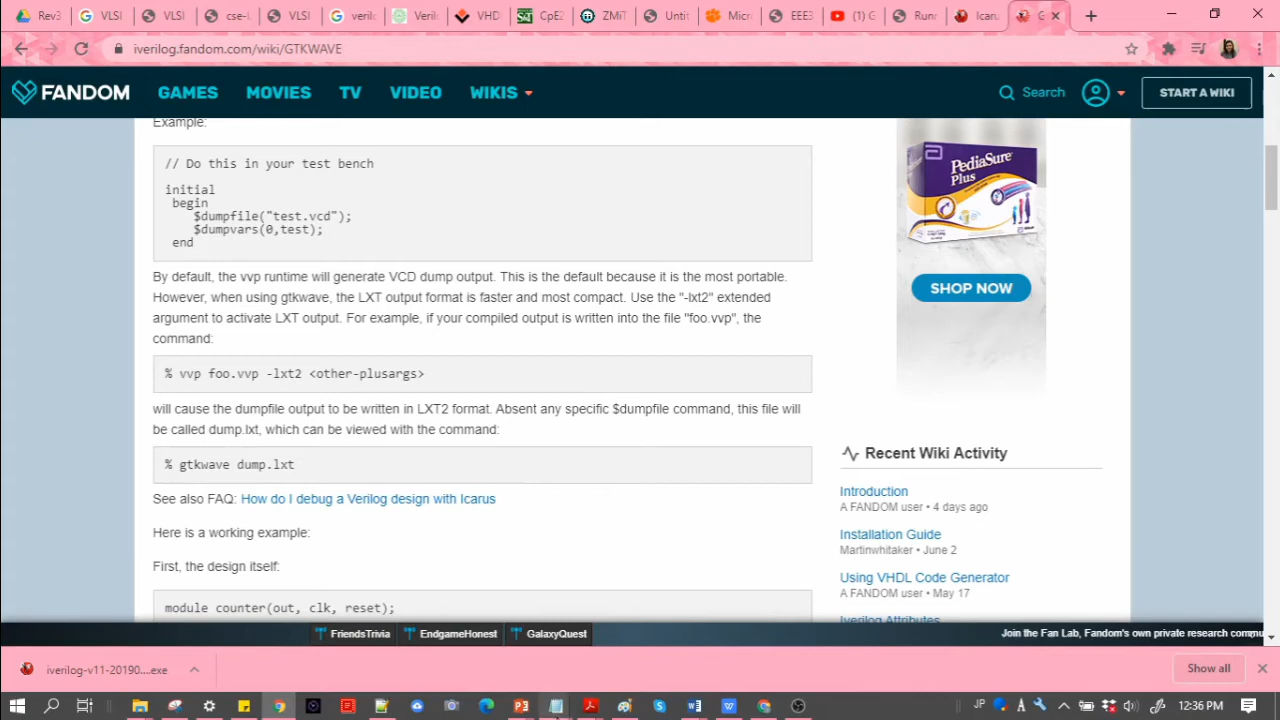 Rev3
VLSI
VLSI
cse-l
VLSI
verilo
Veril
VHD
CpE2
ZMiT
Untit
Micr
EEE3
(1) G
Runr
Icaru
G
iverilog.fandom.com/wiki/GTKWAVE
FANDOM GAMES MOVIES TV VIDEO WIKIS Search START A WIKI
Example:
// Do this in your test bench
initial
begin
$dumpfile("test.vcd");
$dumpvars(0,test);
end
By default, the vvp runtime will generate VCD dump output. This is the default because it is the most portable.
However, when using gtkwave, the LXT output format is faster and most compact. Use the "-lxt2" extended
argument to activate LXT output. For example, if your compiled output is written into the file "foo.vvp", the
command:
% vvp foo.vvp -lxt2 <other-plusargs>
will cause the dumpfile output to be written in LXT2 format. Absent any specific $dumpfile command, this file will
be called dump.lxt, which can be viewed with the command:
% gtkwave dump.lxt
See also FAQ: How do I debug a Verilog design with Icarus
Here is a working example:
First, the design itself:
module counter(out, clk, reset);
PediaSure
Plus
SHOP NOW
Recent Wiki Activity
Introduction
A FANDOM user • 4 days ago
Installation Guide
Martinwhitaker • June 2
Using VHDL Code Generator
A FANDOM user • May 17
Iverilog Attributes
FriendsTrivia EndgameHonest GalaxyQuest Join the Fan Lab, Fandom's own private research commu
iverilog-v11-20190....exe
Show all
JP A 12:36 PM